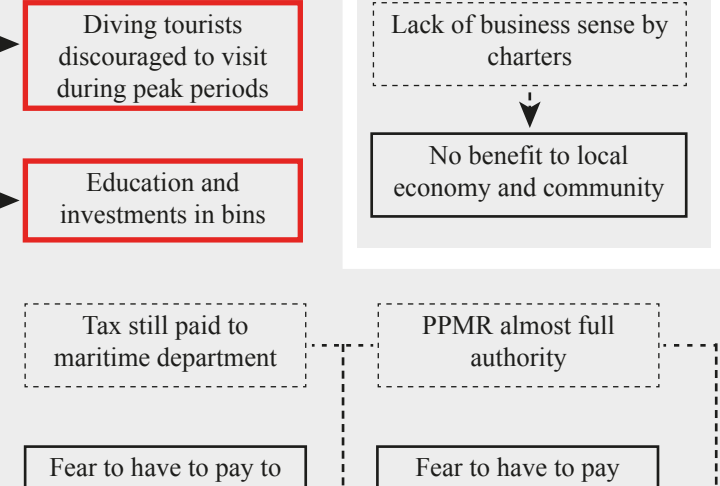 Diving tourists
discouraged to visit
during peak periods
Lack of business sense by
charters
No benefit to local
economy and community
Education and
investments in bins
Tax still paid to
maritime department
PPMR almost full
authority
Fear to have to pay to
Fear to have to pay